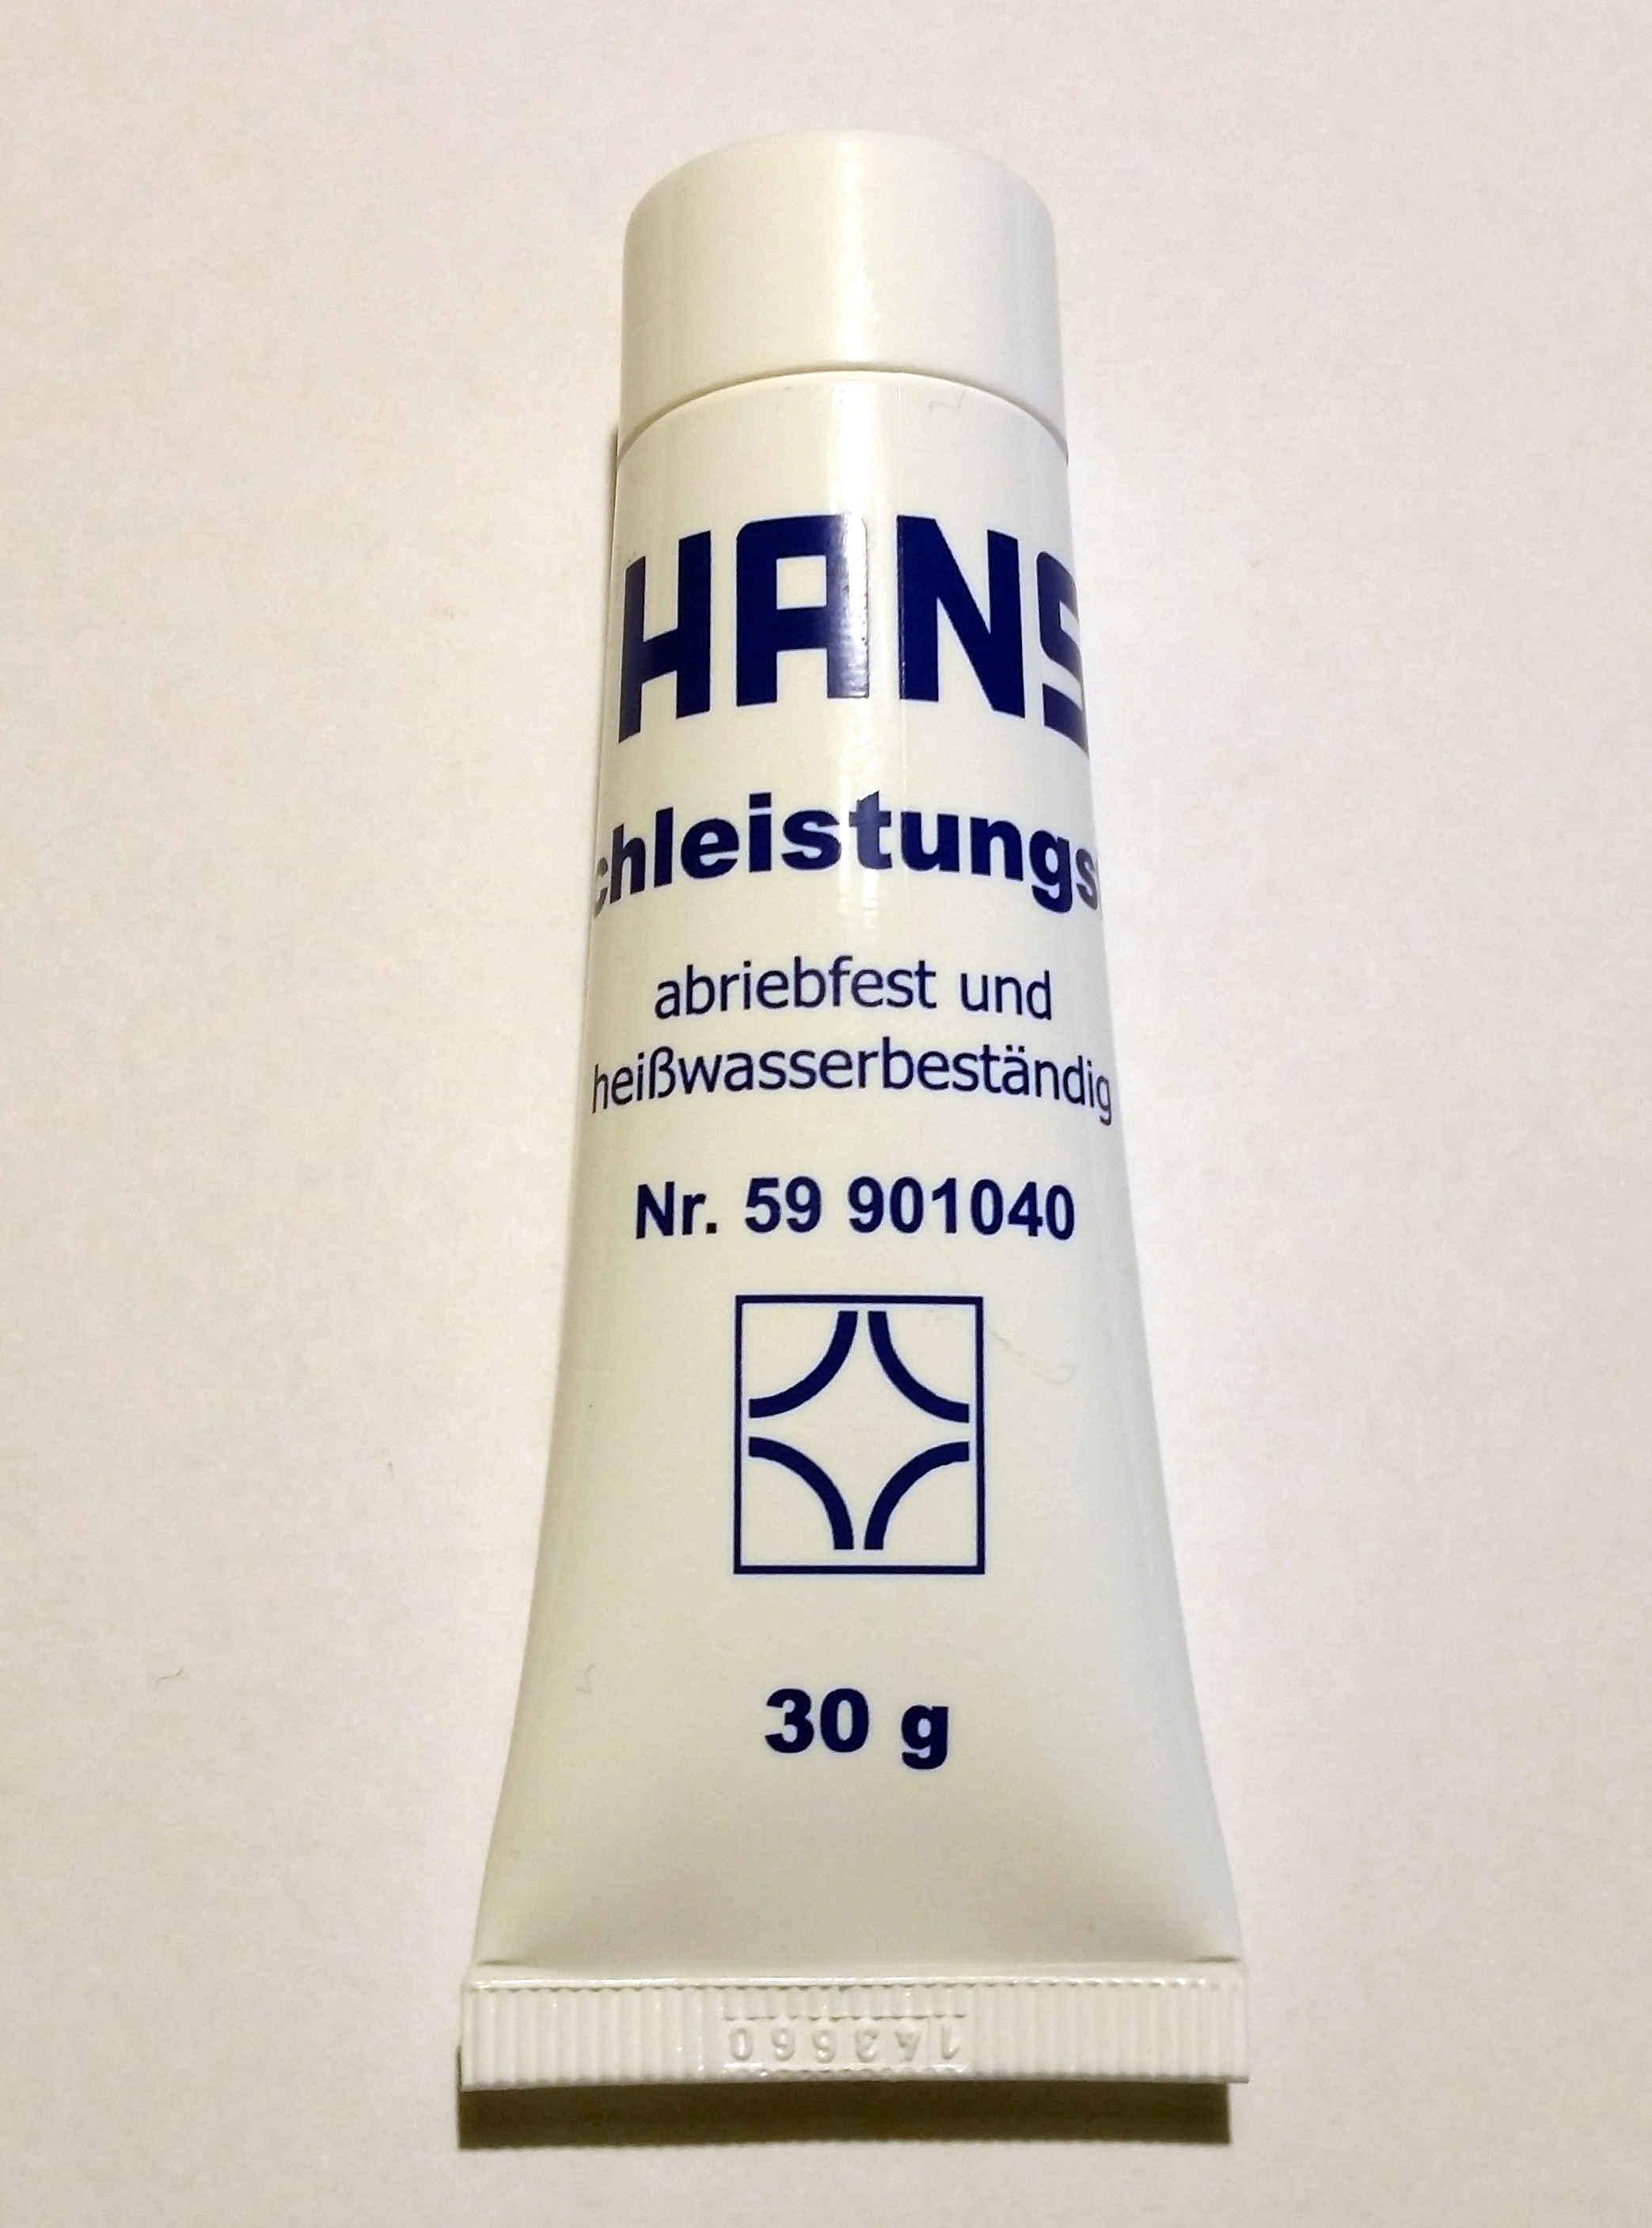 HANS
chleistungs
abriebfest und
heißwasserbeständig
Nr. 59 901040
30 g